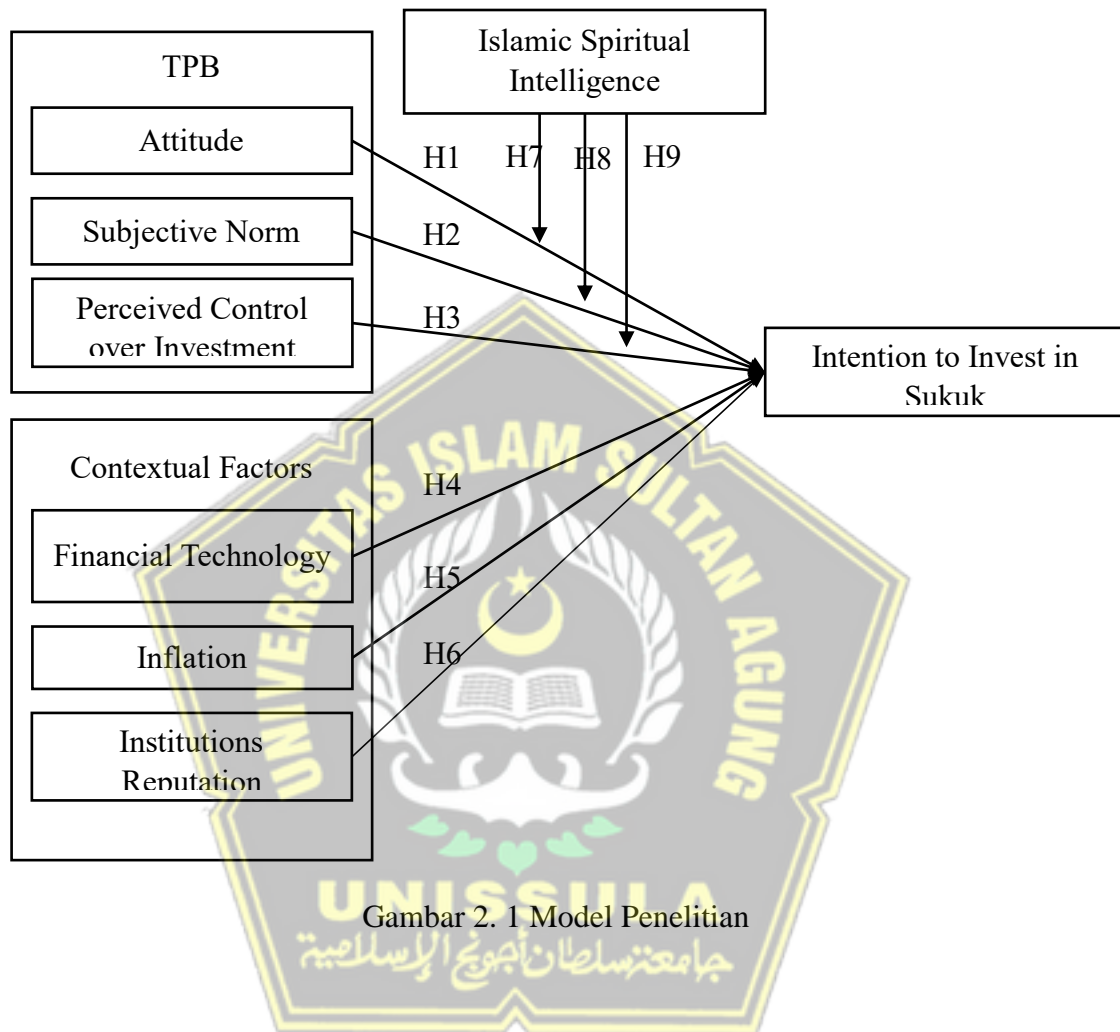 TPB
Attitude
Subjective Norm
Perceived Control
over Investment
Islamic Spiritual
Intelligence
H1
H7
H8
H9
H2
H3
Intention to Invest in
Sukuk
Contextual Factors
Financial Technology
Inflation
Institutions
Reputation
H4
H5
H6
UNIVERSITAS ISLAM SULTAN AGUNG
UNISSULA
جامعة سلطان أجونج الإسلامية
Gambar 2. 1 Model Penelitian